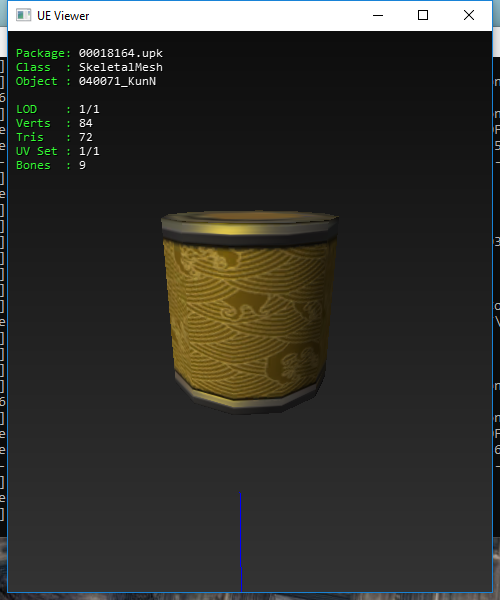 UE Viewer
Package: 00018164.upk
Class : SkeletalMesh
Object : 040071_KunN
LOD : 1/1
Verts : 84
Tris : 72
UV Set : 1/1
Bones : 9